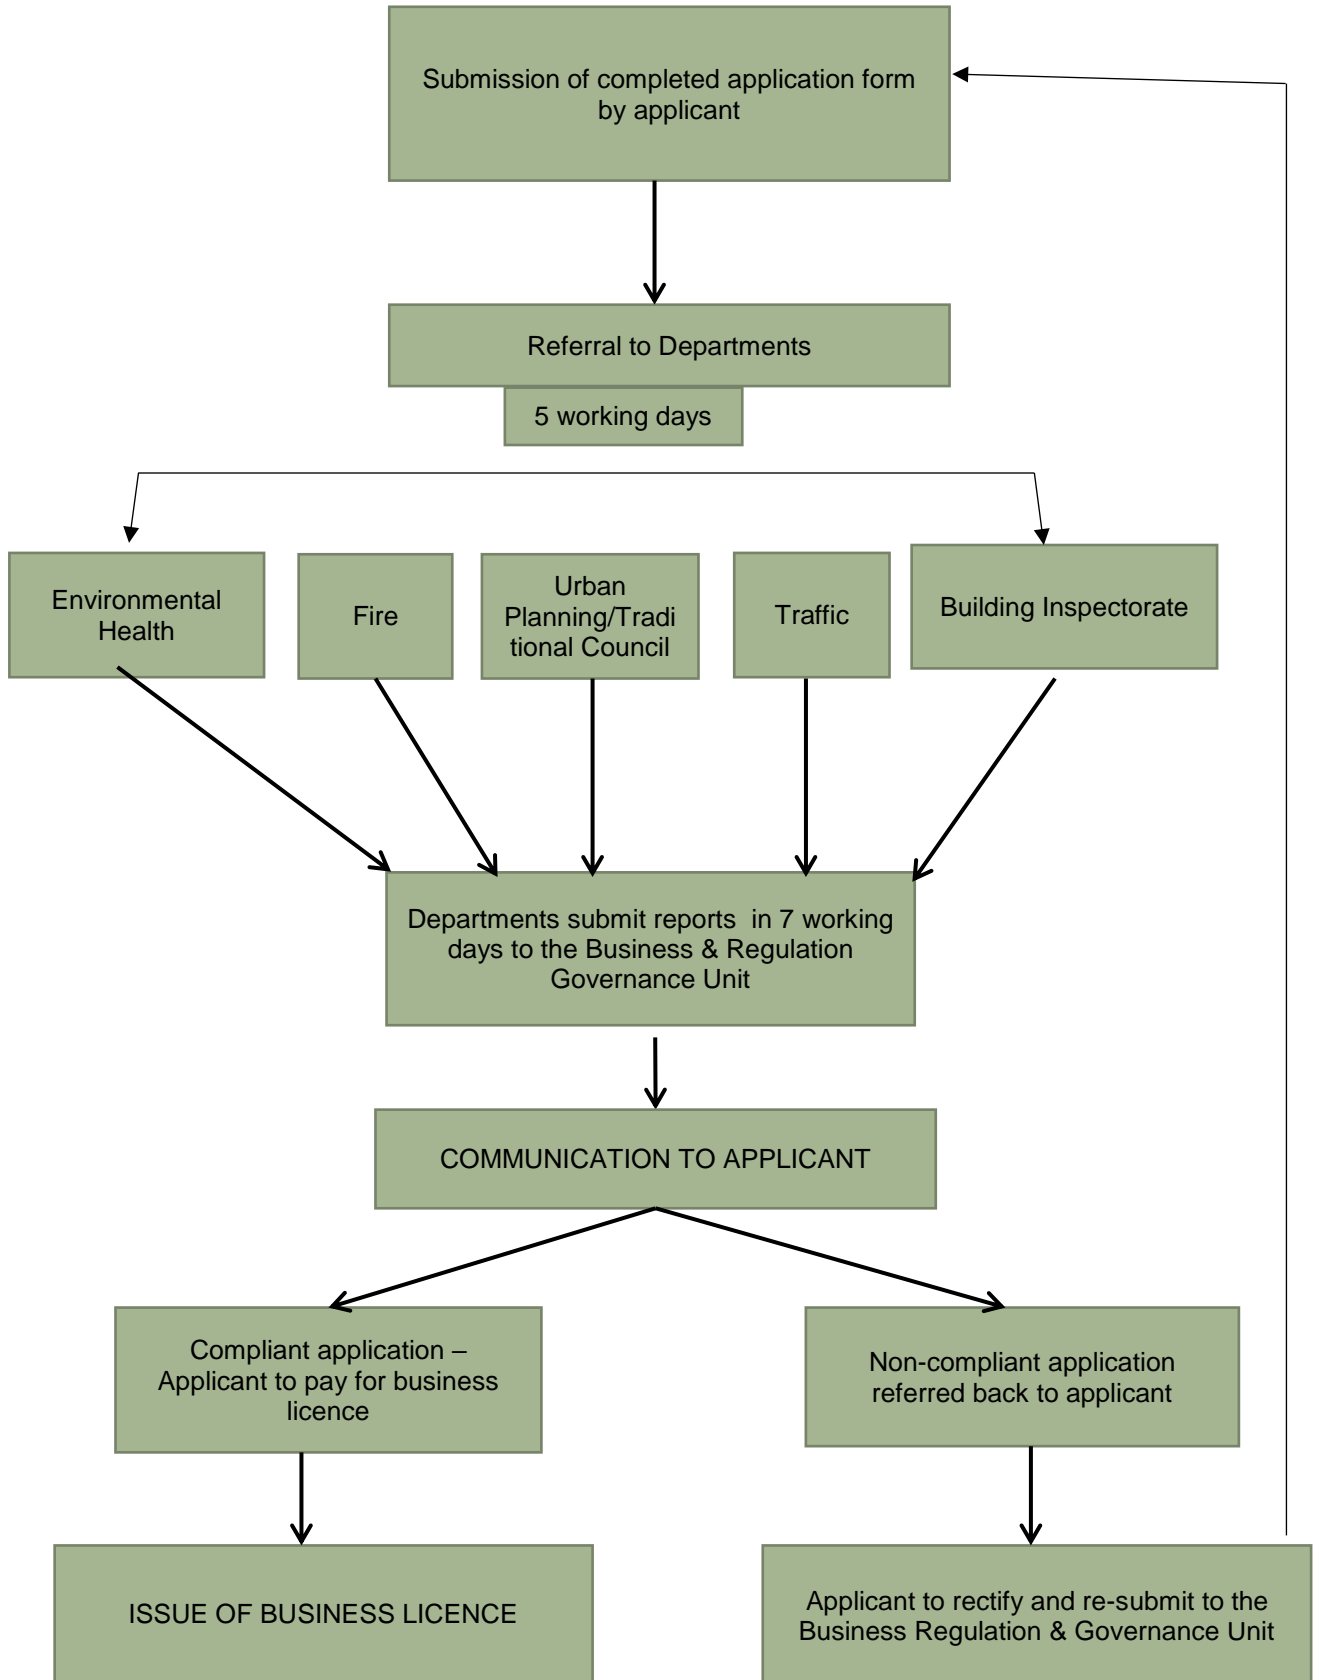 Submission of completed application form
by applicant
Referral to Departments
5 working days
Environmental
Health
Fire
Urban
Planning/Tradi
tional Council
Traffic
Building Inspectorate
Departments submit reports  in 7 working
days to the Business & Regulation
Governance Unit
COMMUNICATION TO APPLICANT
Compliant application –
Applicant to pay for business
licence
Non-compliant application
referred back to applicant
ISSUE OF BUSINESS LICENCE
Applicant to rectify and re-submit to the
Business Regulation & Governance Unit